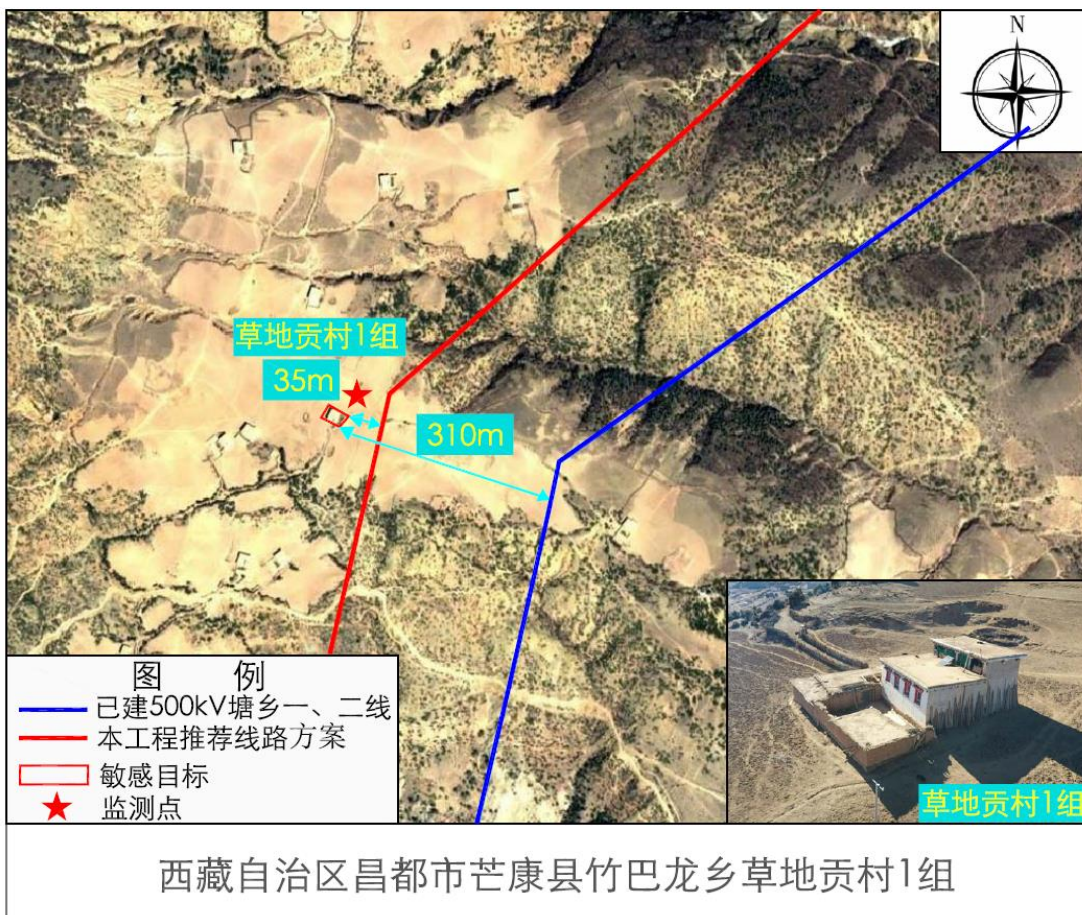 N
草地贡村1组
35m
310m
图 例
已建500kV塘乡一、二线
本工程推荐线路方案
敏感目标
监测点
草地贡村1组
西藏自治区昌都市芒康县竹巴龙乡草地贡村1组